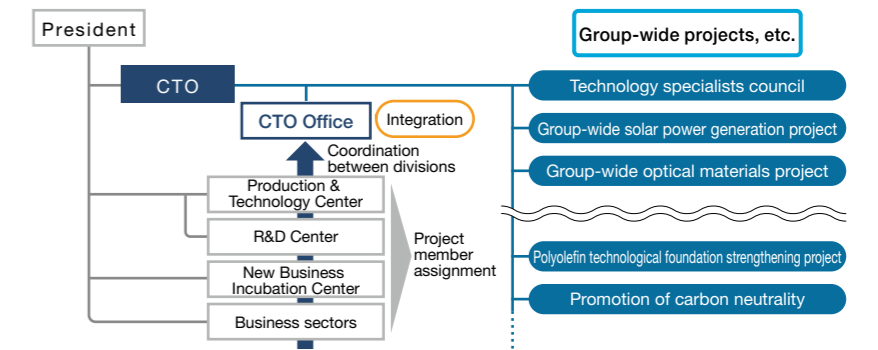 President
Group-wide projects, etc.
CTO
Technology specialists council
CTO Office
Integration
Group-wide solar power generation project
Coordination
between divisions
Group-wide optical materials project
Production &
Technology Center
R&D Center
Project
member
assignment
New Business
Incubation Center
Business sectors
Polyolefin technological foundation strengthening project
Promotion of carbon neutrality